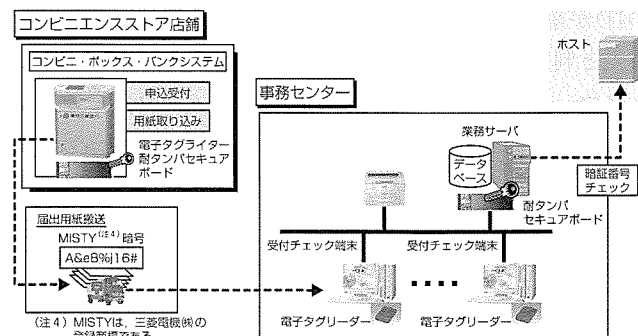 コンビニエンスストア店舗
コンビニ・ボックス・バンクシステム
申込受付
用紙取り込み
電子タグライター
耐タンパセキュア
ボード
届出用紙搬送
MISTY(注4)暗号
A&e8%j16#
(注4) MISTYは，三菱電機㈱の
登録商標である。
事務センター
業務サーバ
データ
ベース
耐タンパ
セキュアボード
受付チェック端末
受付チェック端末
電子タグリーダー
電子タグリーダー
ホスト
暗証番号
チェック